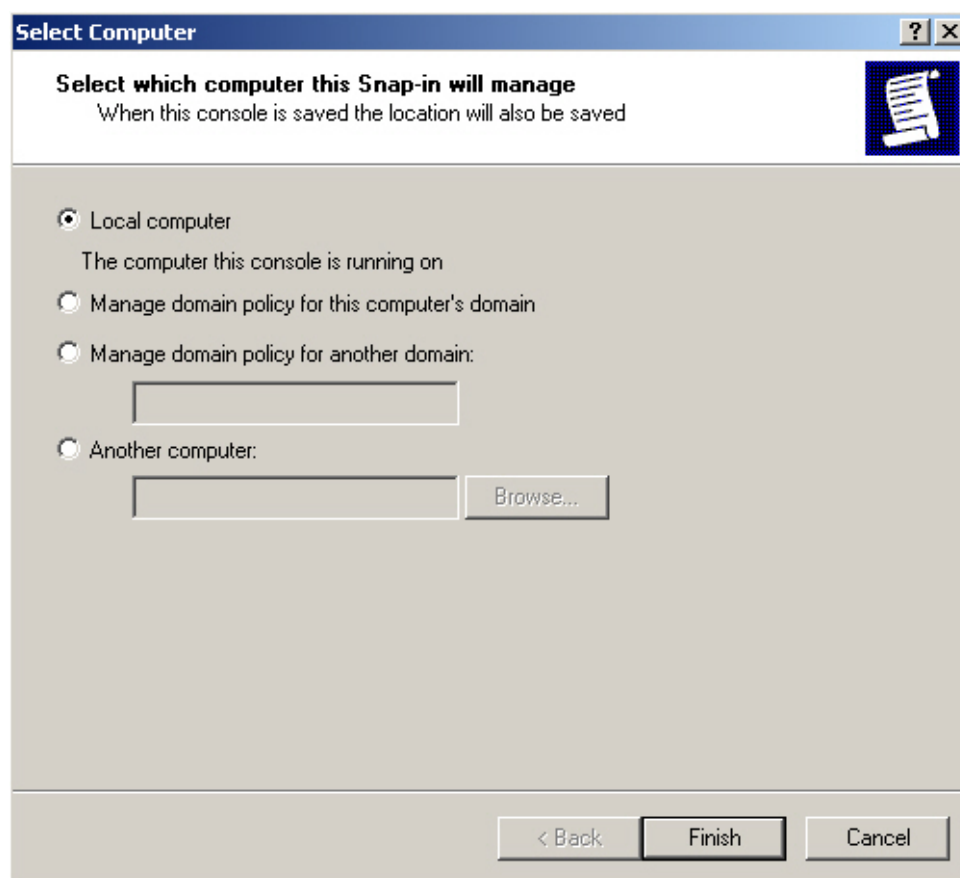 Select Computer
Select which computer this Snap-in will manage
When this console is saved the location will also be saved
Local computer
The computer this console is running on
Manage domain policy for this computer's domain
Manage domain policy for another domain:
Another computer:
Browse...
< Back
Finish
Cancel